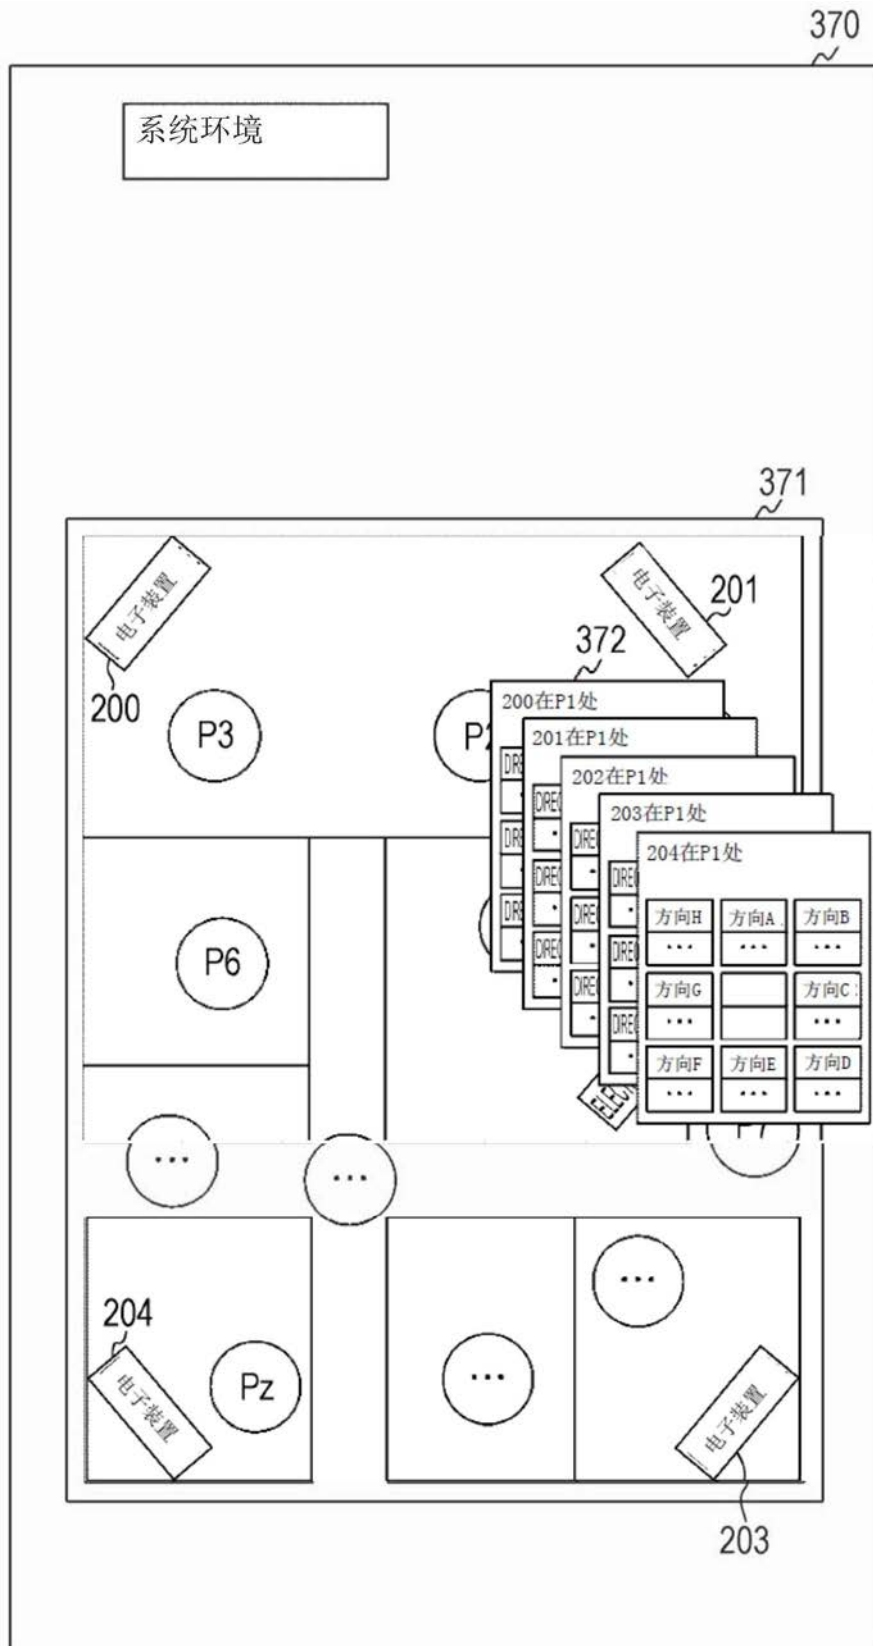 370
系统环境
371
电子装置
200
电子装置
201
372
P3
200在P1处
201在P1处
202在P1处
203在P1处
204在P1处
方向H
方向A
方向B
...
...
...
方向G
方向C
...
...
方向F
方向E
方向D
...
...
...
P6
...
...
...
...
204
电子装置
Pz
电子装置
203